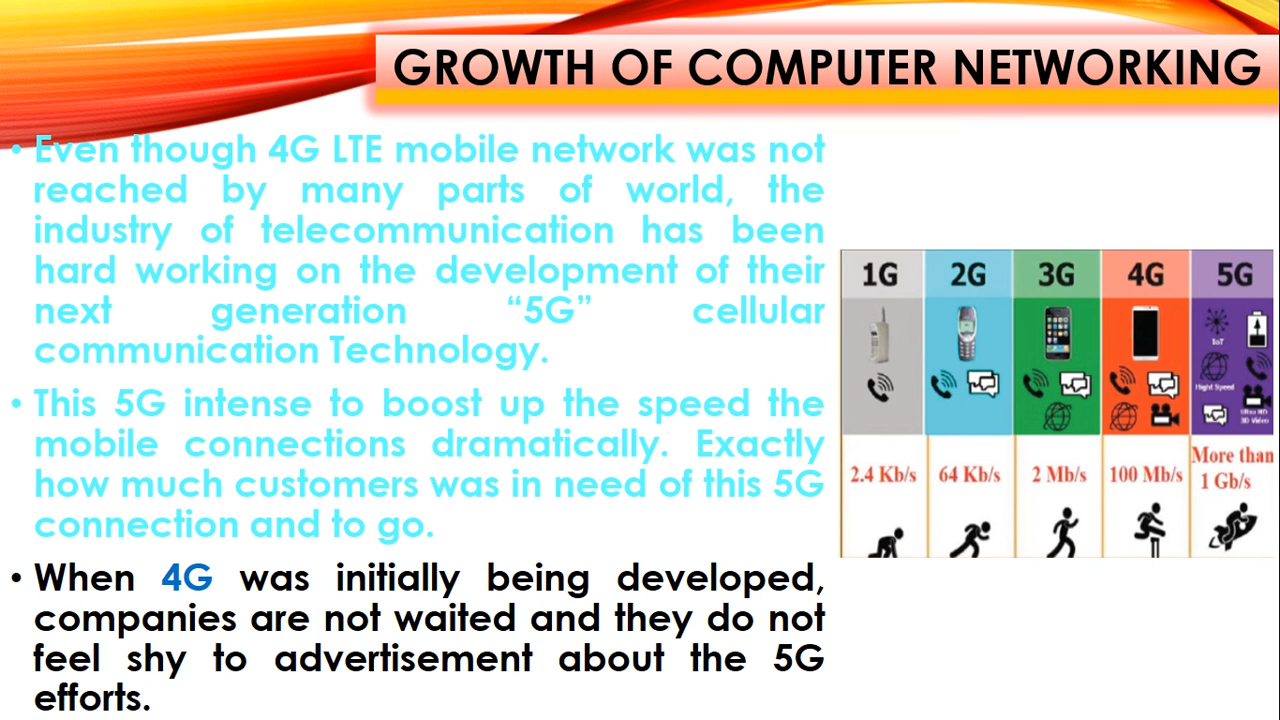 GROWTH OF COMPUTER NETWORKING
• Even though 4G LTE mobile network was not
reached by many parts of world, the
industry of telecommunication has been
hard working on the development of their
next generation “5G” cellular
communication Technology.
• This 5G intense to boost up the speed the
mobile connections dramatically. Exactly
how much customers was in need of this 5G
connection and to go.
• When 4G was initially being developed,
companies are not waited and they do not
feel shy to advertisement about the 5G
efforts.
1G 2G 3G 4G 5G
IoT
Hight Speed
Ultra HD
3D Video
2.4 Kb/s 64 Kb/s 2 Mb/s 100 Mb/s More than
1 Gb/s